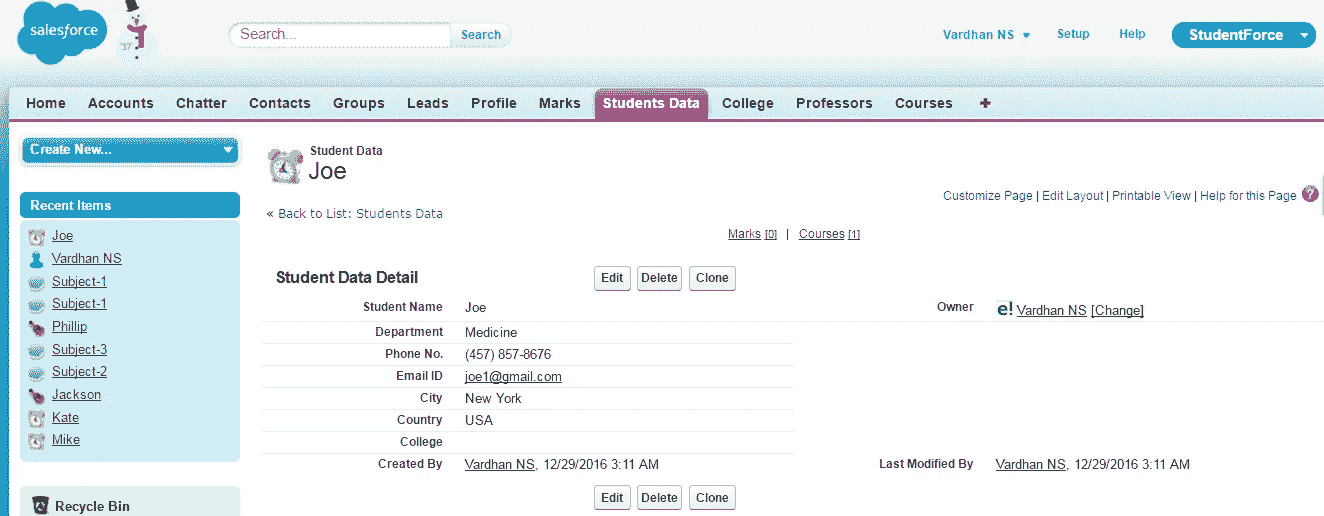 salesforce
'17
Search... Search
Vardhan NS Setup Help StudentForce
Home Accounts Chatter Contacts Groups Leads Profile Marks Students Data College Professors Courses +
Create New...
Recent Items
Joe
Vardhan NS
Subject-1
Subject-1
Phillip
Subject-3
Subject-2
Jackson
Kate
Mike
Recycle Bin
Student Data
Joe
Customize Page | Edit Layout | Printable View | Help for this Page ?
« Back to List: Students Data
Marks [0] | Courses [1]
Student Data Detail Edit Delete Clone
Student Name Joe Owner e! Vardhan NS [Change]
Department Medicine
Phone No. (457) 857-8676
Email ID joe1@gmail.com
City New York
Country USA
College
Created By Vardhan NS, 12/29/2016 3:11 AM Last Modified By Vardhan NS, 12/29/2016 3:11 AM
Edit Delete Clone